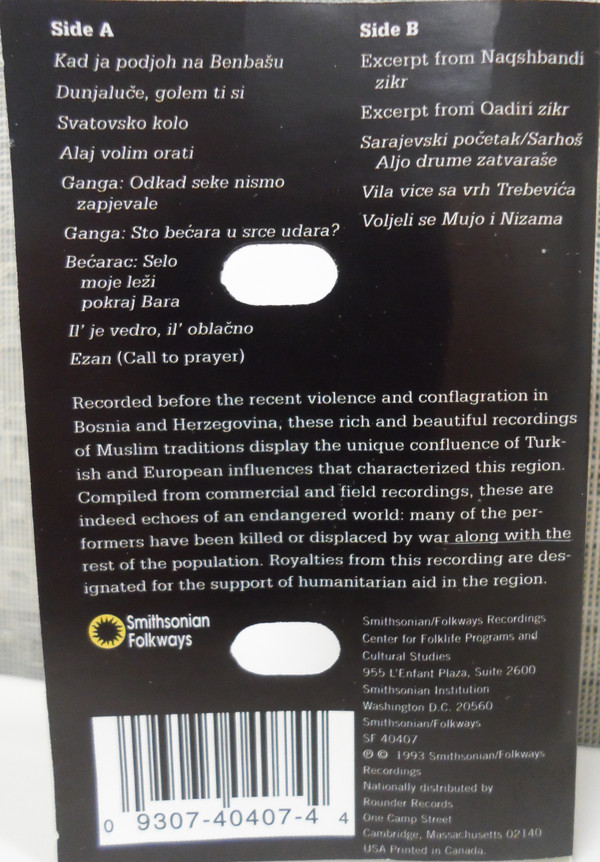 Side A
Kad ja podjoh na Benbašu
Dunjaluče, golem ti si
Svatovsko kolo
Alaj volim orati
Ganga: Odkad seke nismo
zapjevale
Ganga: Sto bećara u srce udara?
Bećarac: Selo
moje leži
pokraj Bara
Il' je vedro, il' oblačno
Ezan (Call to prayer)
Side B
Excerpt from Naqshbandi
zikr
Excerpt from Qadiri zikr
Sarajevski početak/Sarhoš
Aljo drume zatvaraše
Vila vice sa vrh Trebevića
Voljeli se Mujo i Nizama
Recorded before the recent violence and conflagration in
Bosnia and Herzegovina, these rich and beautiful recordings
of Muslim traditions display the unique confluence of Turk-
ish and European influences that characterized this region.
Compiled from commercial and field recordings, these are
indeed echoes of an endangered world: many of the per-
formers have been killed or displaced by war along with the
rest of the population. Royalties from this recording are des-
ignated for the support of humanitarian aid in the region.
Smithsonian
Folkways
0 9307-40407-4 4
Smithsonian/Folkways Recordings
Center for Folklife Programs and
Cultural Studies
955 L'Enfant Plaza, Suite 2600
Smithsonian Institution
Washington D.C. 20560
Smithsonian/Folkways
SF 40407
℗ © 1993 Smithsonian/Folkways
Recordings
Nationally distributed by
Rounder Records
One Camp Street
Cambridge, Massachusetts 02140
USA Printed in Canada.